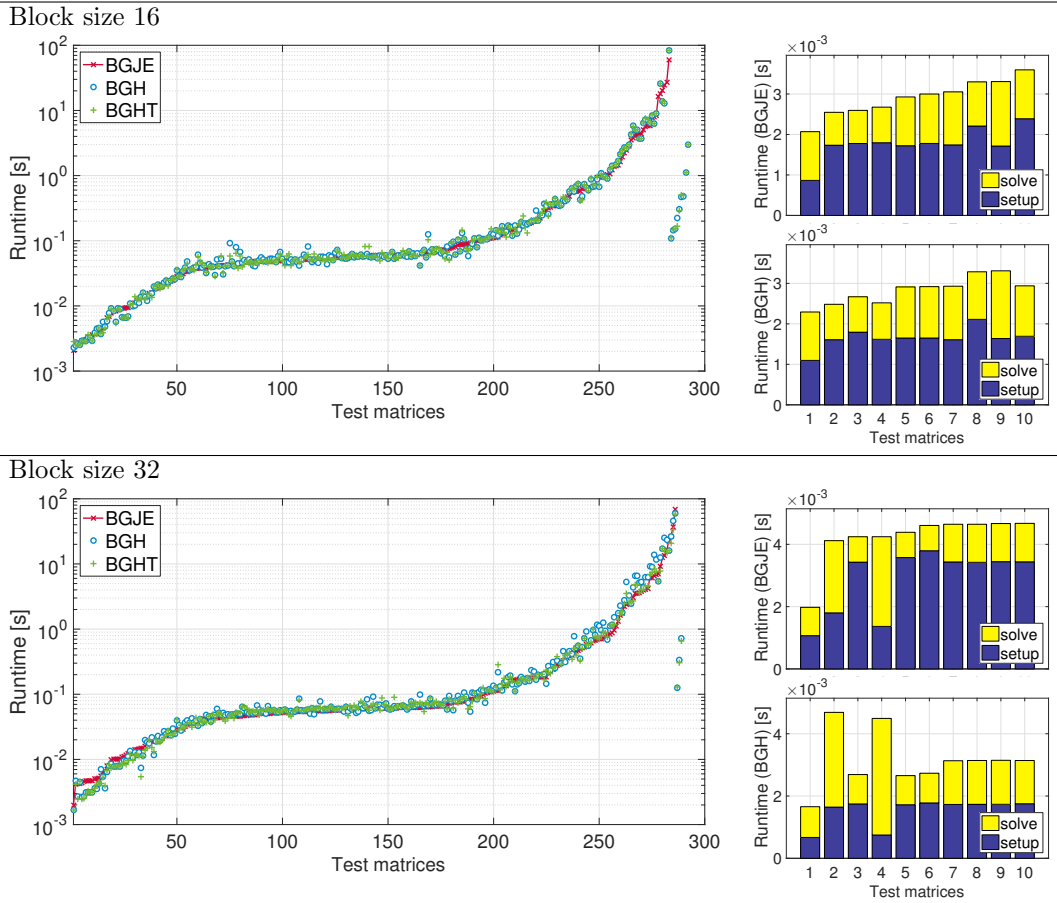 Block size 16
10^2
10^1
10^0
10^-1
10^-2
10^-3
Runtime [s]
BGJE
BGH
BGHT
50
100
150
200
250
300
Test matrices
×10^-3
Runtime (BGJE) [s]
3
2
1
0
solve
setup
×10^-3
Runtime (BGH) [s]
3
2
1
0
solve
setup
1 2 3 4 5 6 7 8 9 10
Test matrices
Block size 32
10^2
10^1
10^0
10^-1
10^-2
10^-3
Runtime [s]
BGJE
BGH
BGHT
50
100
150
200
250
300
Test matrices
×10^-3
Runtime (BGJE) [s]
4
2
0
solve
setup
×10^-3
Runtime (BGH) [s]
4
2
0
solve
setup
1 2 3 4 5 6 7 8 9 10
Test matrices